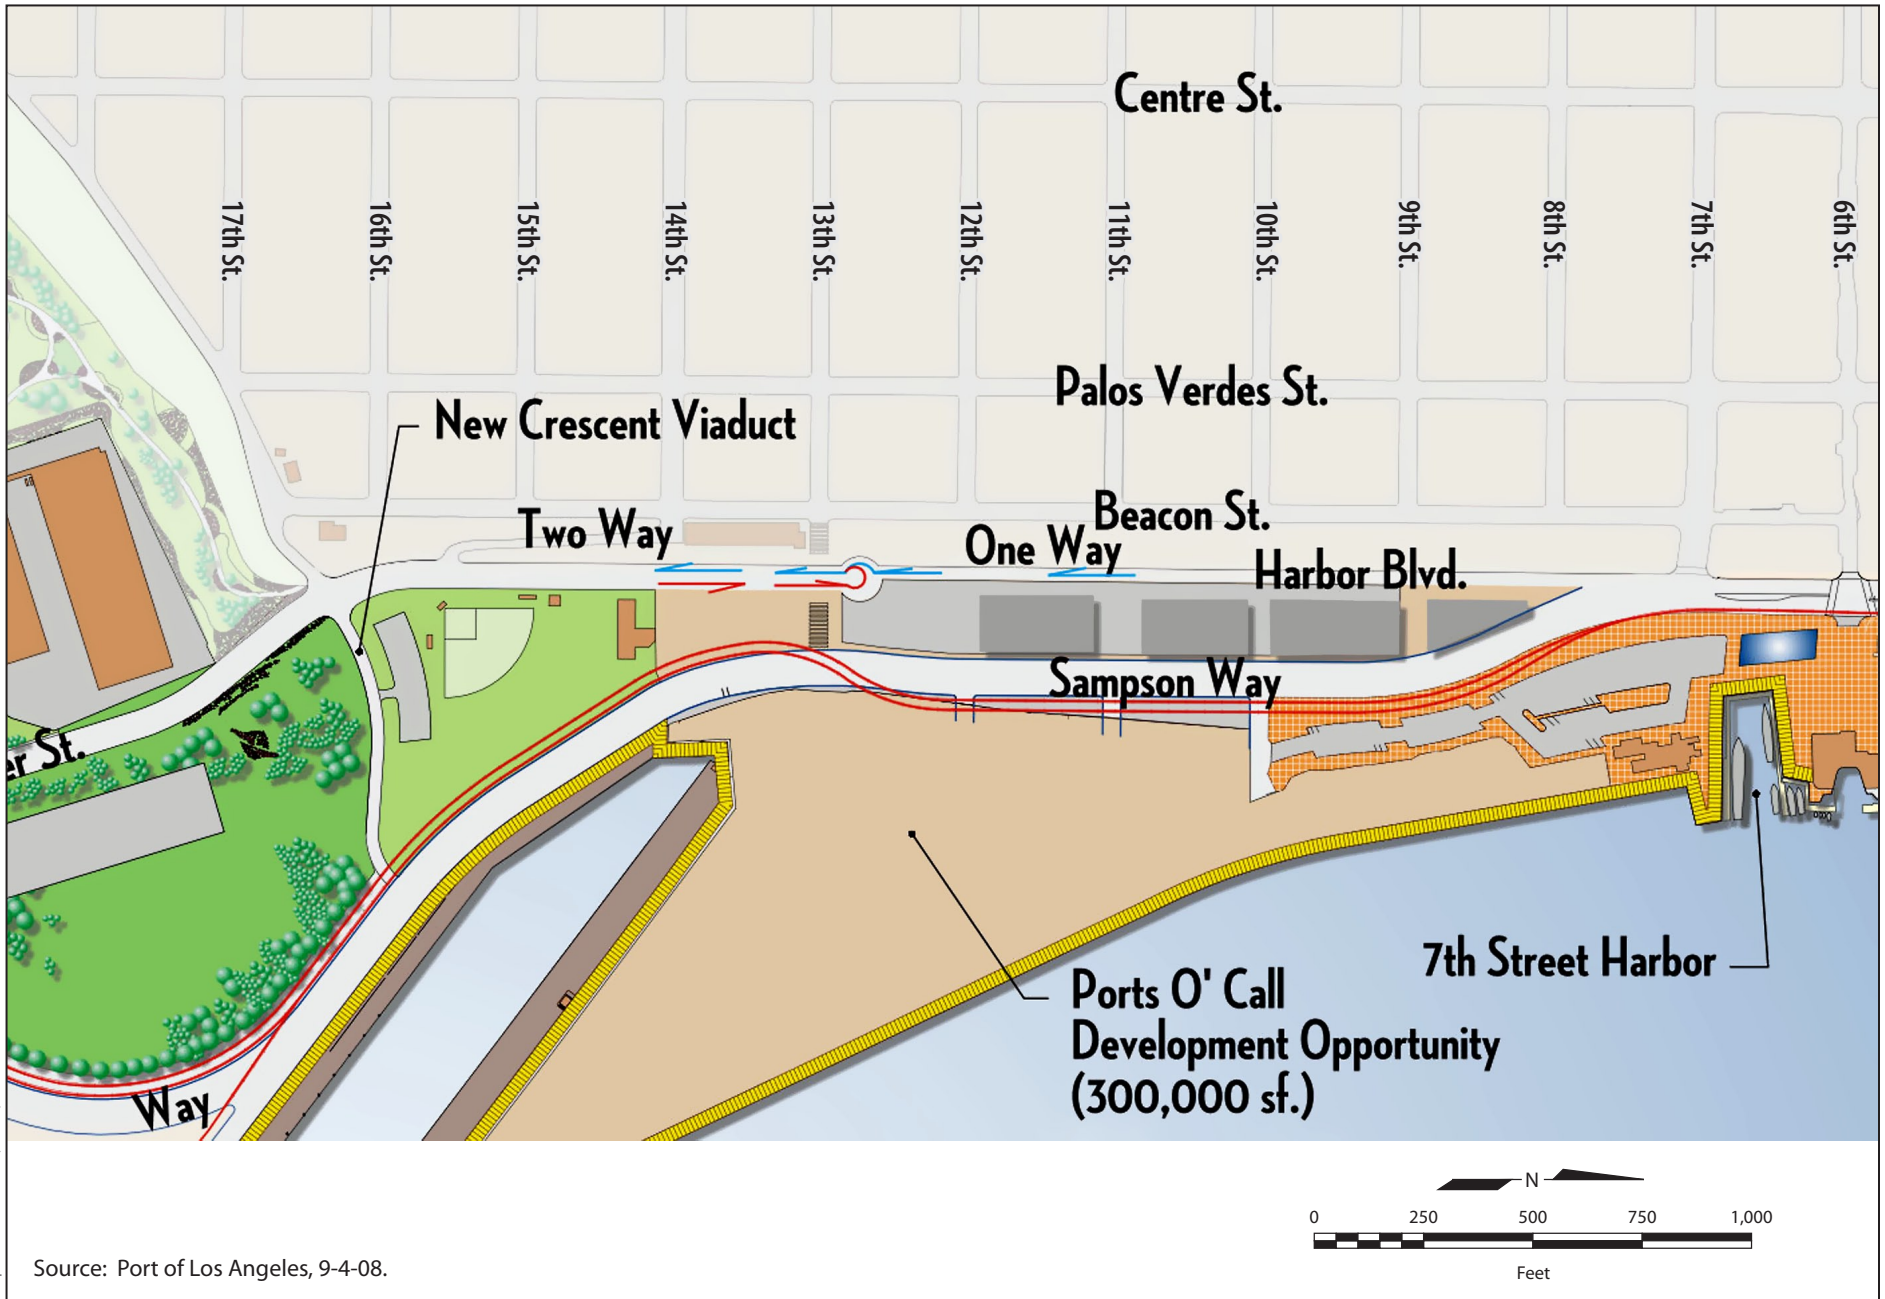 Centre St.
17th St.
16th St.
15th St.
14th St.
13th St.
12th St.
11th St.
10th St.
9th St.
8th St.
7th St.
6th St.
Palos Verdes St.
New Crescent Viaduct
Beacon St.
Two Way
One Way
Harbor Blvd.
Sampson Way
er St.
7th Street Harbor
Ports O' Call
Development Opportunity
(300,000 sf.)
Way
N
0 250 500 750 1,000
Feet
Source: Port of Los Angeles, 9-4-08.